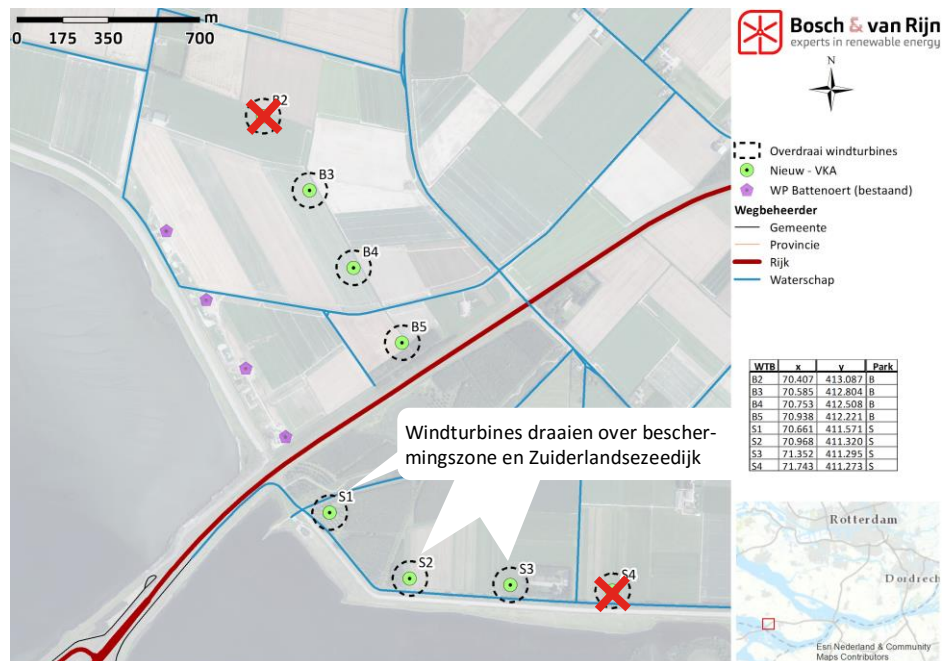 m
0 175 350 700
B2
B3
B4
B5
Windturbines draaien over bescher-
mingszone en Zuiderlandsezeedijk
S1
S2
S3
S4
Bosch & van Rijn
experts in renewable energy
N
Overdraai windturbines
Nieuw - VKA
WP Battenoert (bestaand)
Wegbeheerder
Gemeente
Provincie
Rijk
Waterschap
WTB x y Park
B2 70.407 413.087 B
B3 70.585 412.804 B
B4 70.753 412.508 B
B5 70.938 412.221 B
S1 70.661 411.571 S
S2 70.968 411.320 S
S3 71.352 411.295 S
S4 71.743 411.273 S
Rotterdam
Dordrech
Esri Nederland & Community
Maps Contributors